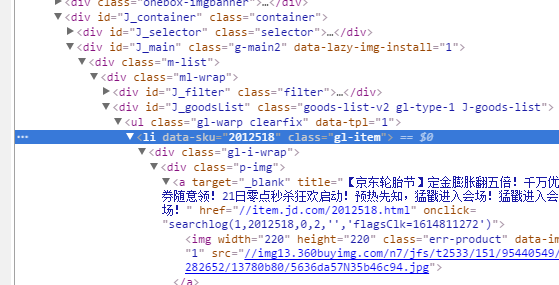 ▶<div class="onebox-imgbanner">…</div>
▼<div id="J_container" class="container">
▶<div id="J_selector" class="selector">…</div>
▼<div id="J_main" class="g-main2" data-lazy-img-install="1">
▼<div class="m-list">
▼<div class="ml-wrap">
▶<div id="J_filter" class="filter">…</div>
▼<div id="J_goodsList" class="goods-list-v2 gl-type-1 J-goods-list">
▼<ul class="gl-warp clearfix" data-tpl="1">
… ▼<li data-sku="2012518" class="gl-item"> == $0
▼<div class="gl-i-wrap">
▼<div class="p-img">
▼<a target="_blank" title="【京东轮胎节】定金膨胀翻五倍！千万优
券随意领！21日零点秒杀狂欢启动！预热先知，猛戳进入会场！猛戳进入会
场！" href="//item.jd.com/2012518.html" onclick=
"searchlog(1,2012518,0,2,'','flagsClk=1614811272')">
<img width="220" height="220" class="err-product" data-im
"1" src="//img13.360buyimg.com/n7/jfs/t2533/151/95440549/
282652/13780b80/5636da57N35b46c94.jpg">
</a>